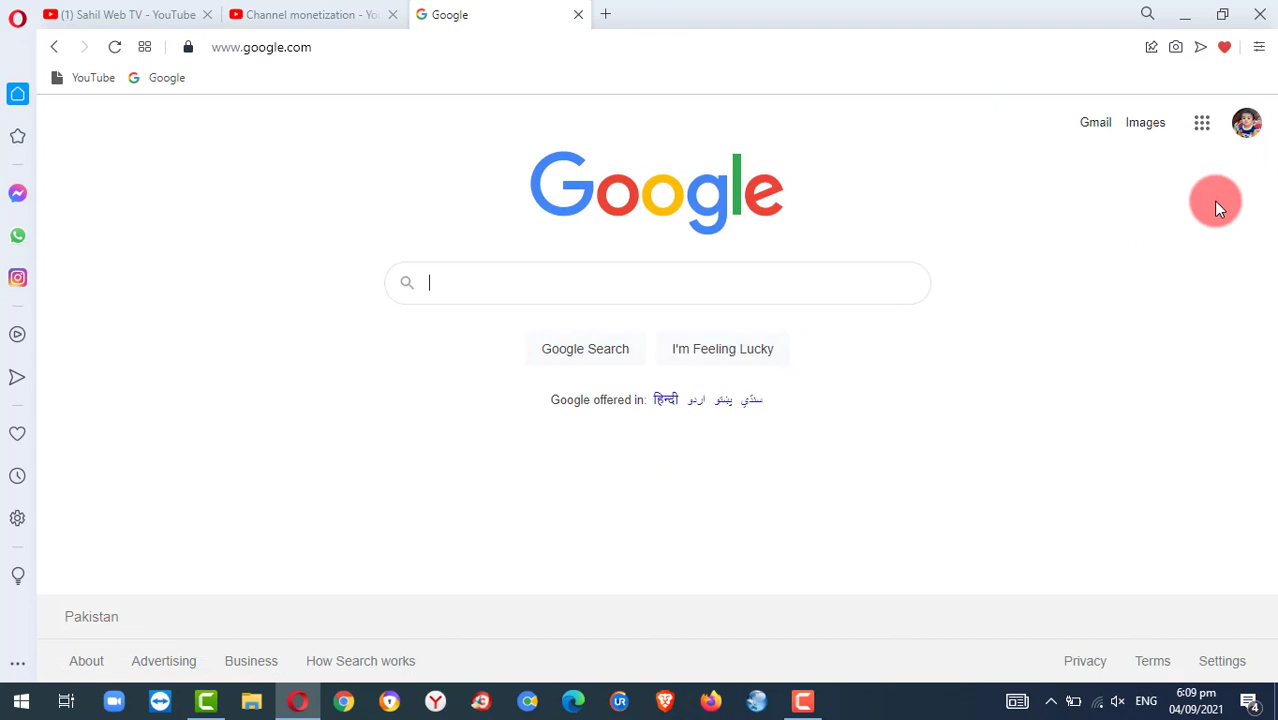 (1) Sahil Web TV - YouTube
Channel monetization - Yo
Google
www.google.com
YouTube
Google
Gmail
Images
Google
Google Search
I'm Feeling Lucky
Google offered in: हिन्दी اردو پښتو سنڌي
Pakistan
About
Advertising
Business
How Search works
Privacy
Terms
Settings
ENG
6:09 pm
04/09/2021
4